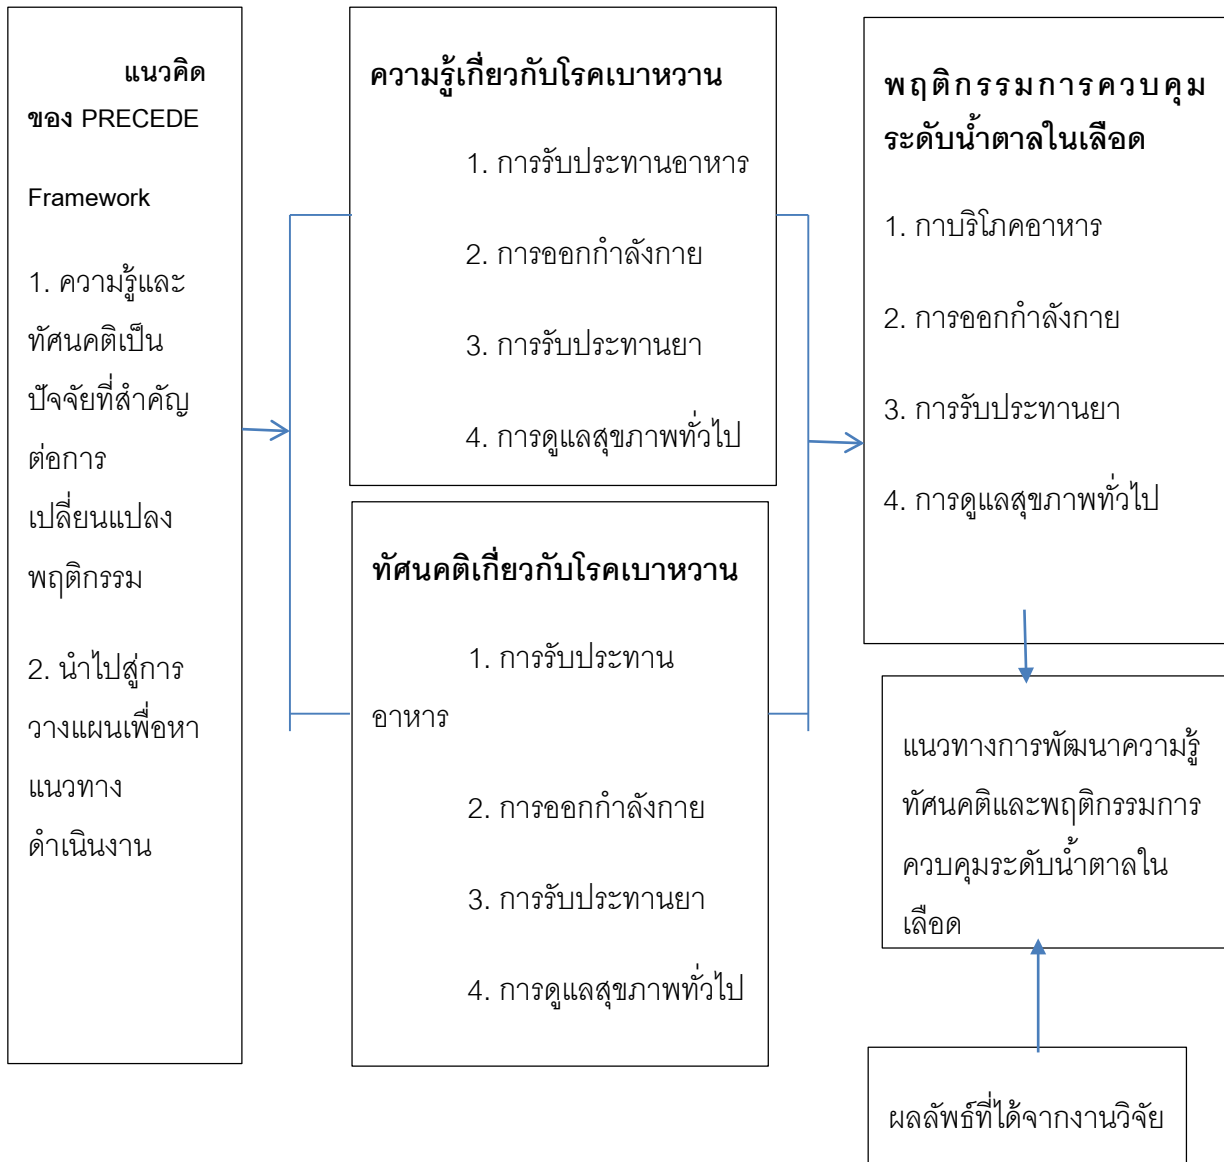 แนวคิด
ของ PRECEDE
Framework
1. ความรู้และ
ทัศนคติเป็น
ปัจจัยที่สำคัญ
ต่อการ
เปลี่ยนแปลง
พฤติกรรม
2. นำไปสู่การ
วางแผนเพื่อหา
แนวทาง
ดำเนินงาน
ความรู้เกี่ยวกับโรคเบาหวาน
1. การรับประทานอาหาร
2. การออกกำลังกาย
3. การรับประทานยา
4. การดูแลสุขภาพทั่วไป
ทัศนคติเกี่ยวกับโรคเบาหวาน
1. การรับประทาน
อาหาร
2. การออกกำลังกาย
3. การรับประทานยา
4. การดูแลสุขภาพทั่วไป
พฤติกรรมการควบคุม
ระดับน้ำตาลในเลือด
1. กาบริโภคอาหาร
2. การออกกำลังกาย
3. การรับประทานยา
4. การดูแลสุขภาพทั่วไป
แนวทางการพัฒนาความรู้
ทัศนคติและพฤติกรรมการ
ควบคุมระดับน้ำตาลใน
เลือด
ผลลัพธ์ที่ได้จากงานวิจัย